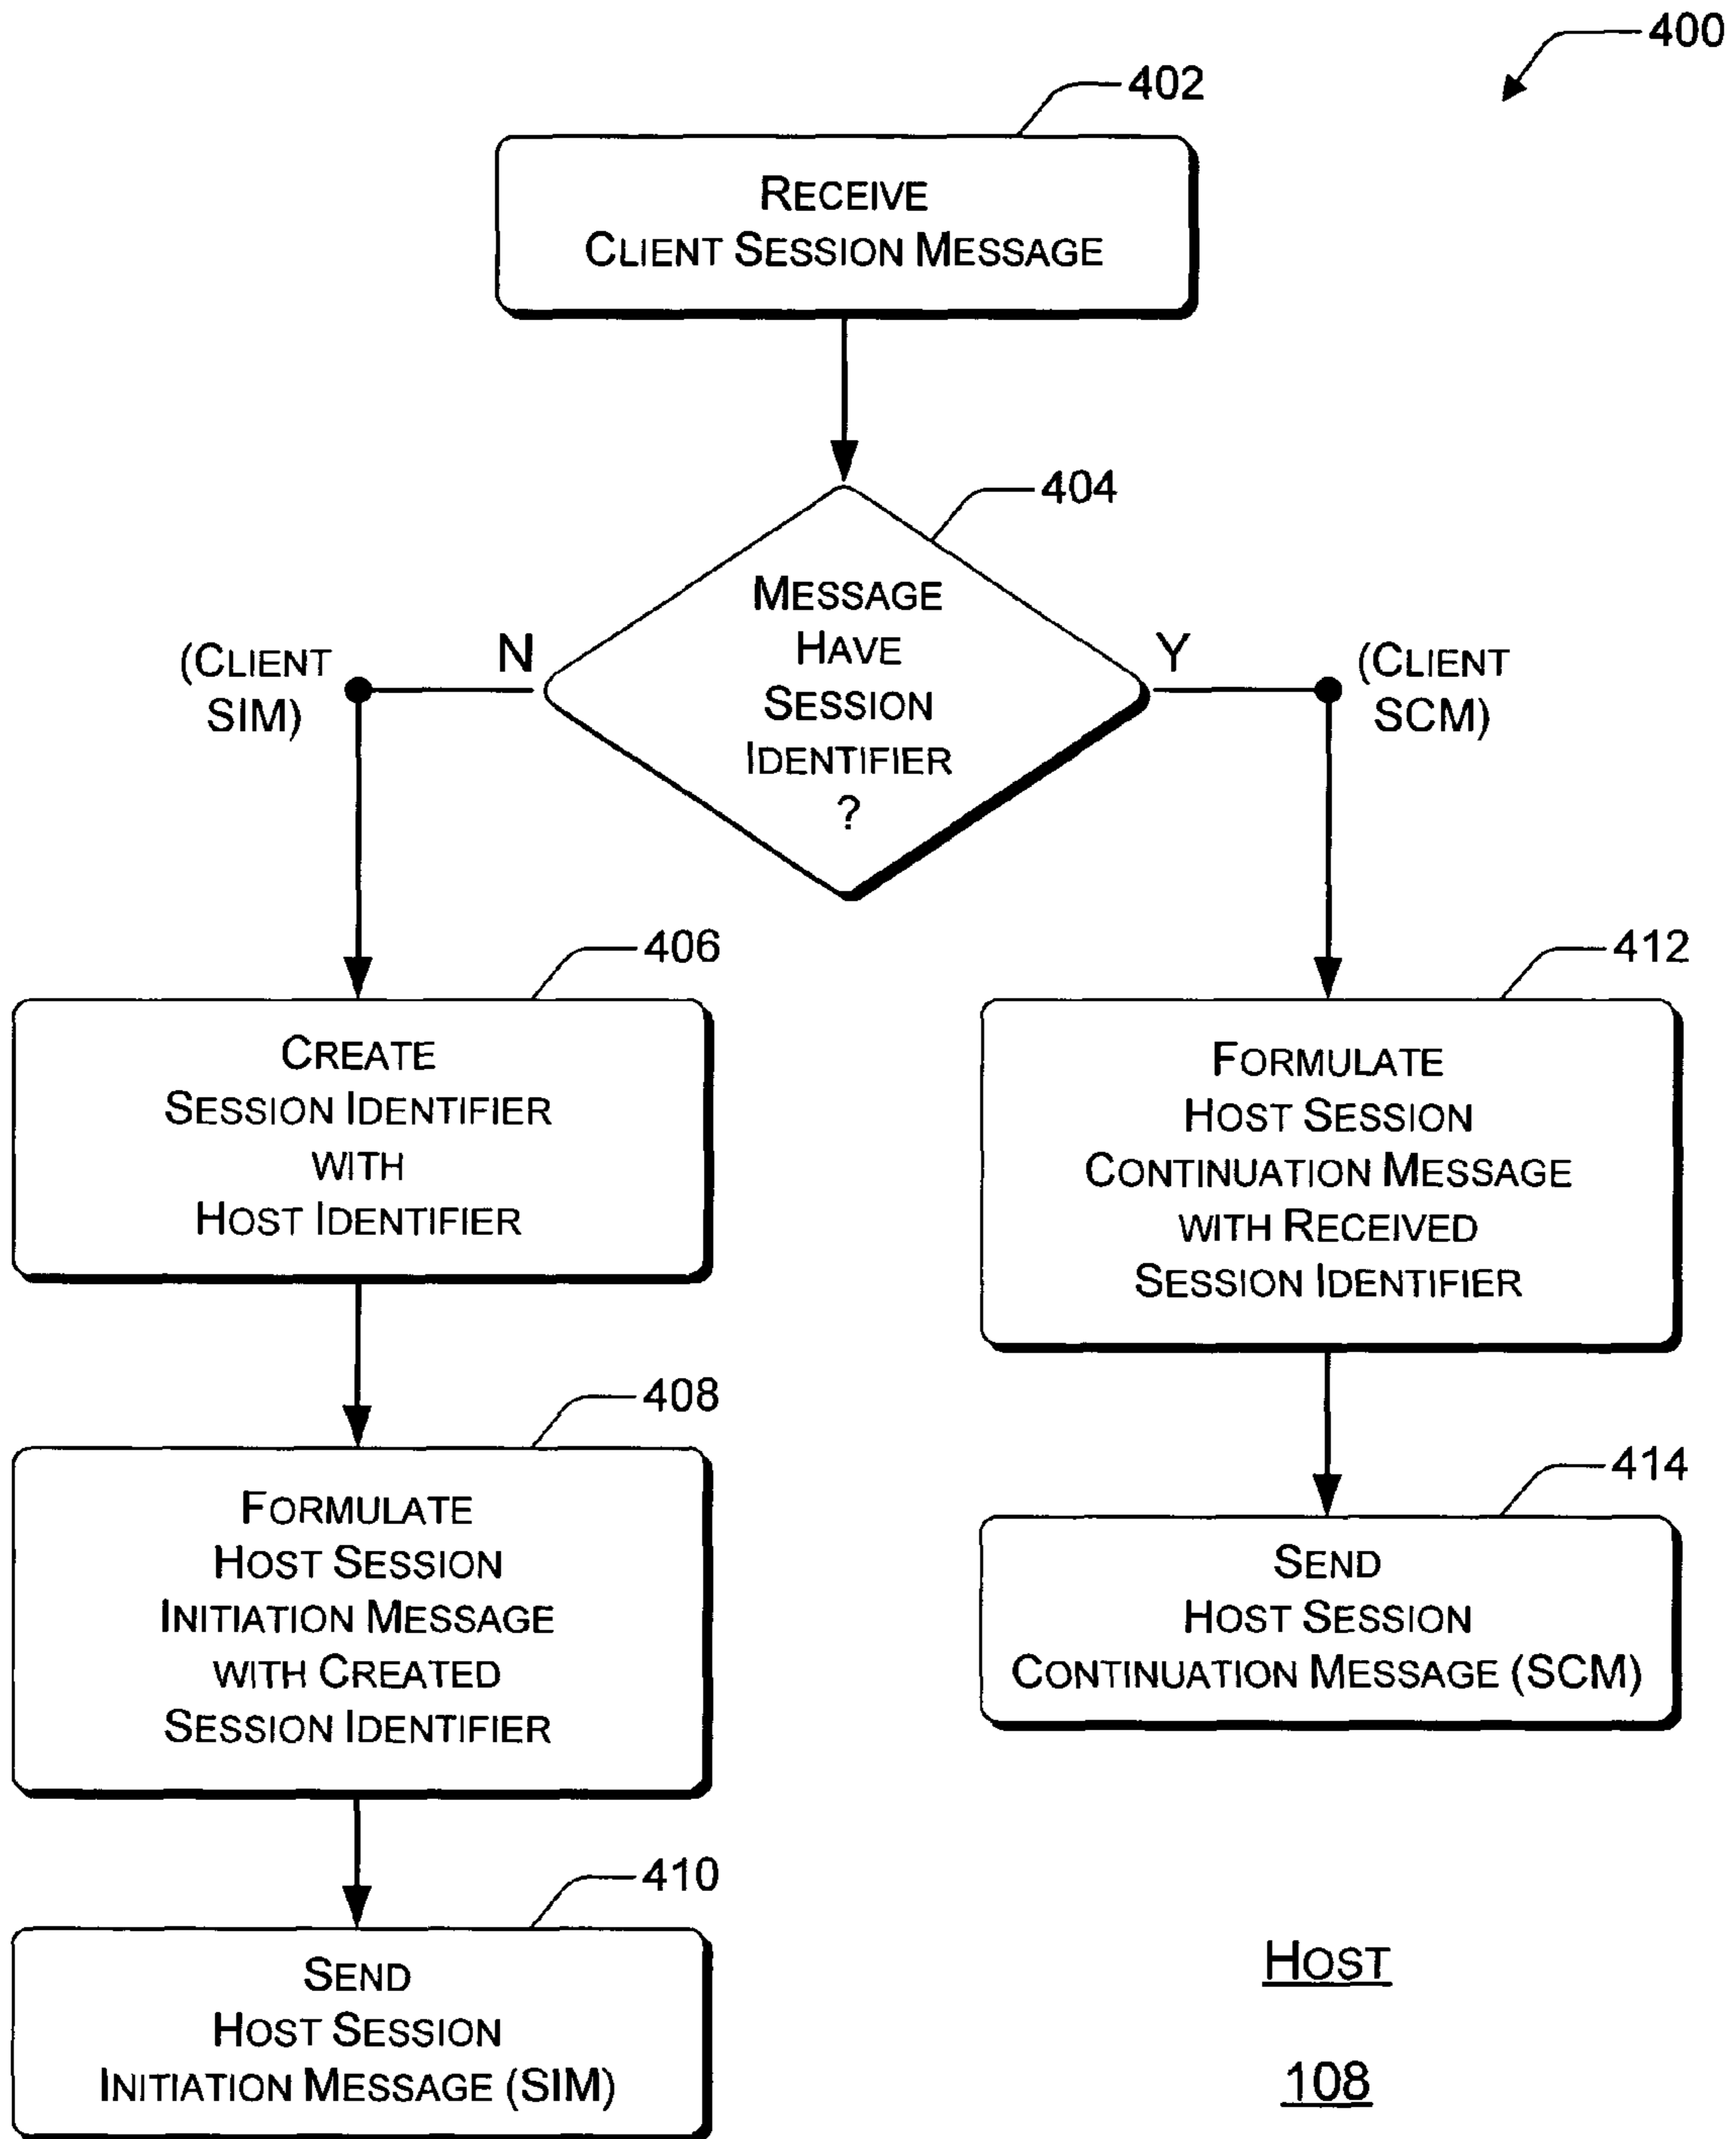 400
402
RECEIVE
CLIENT SESSION MESSAGE
404
MESSAGE
HAVE
SESSION
IDENTIFIER
?
N
(CLIENT
SIM)
Y
(CLIENT
SCM)
406
CREATE
SESSION IDENTIFIER
WITH
HOST IDENTIFIER
408
FORMULATE
HOST SESSION
INITIATION MESSAGE
WITH CREATED
SESSION IDENTIFIER
410
SEND
HOST SESSION
INITIATION MESSAGE (SIM)
412
FORMULATE
HOST SESSION
CONTINUATION MESSAGE
WITH RECEIVED
SESSION IDENTIFIER
414
SEND
HOST SESSION
CONTINUATION MESSAGE (SCM)
HOST
108